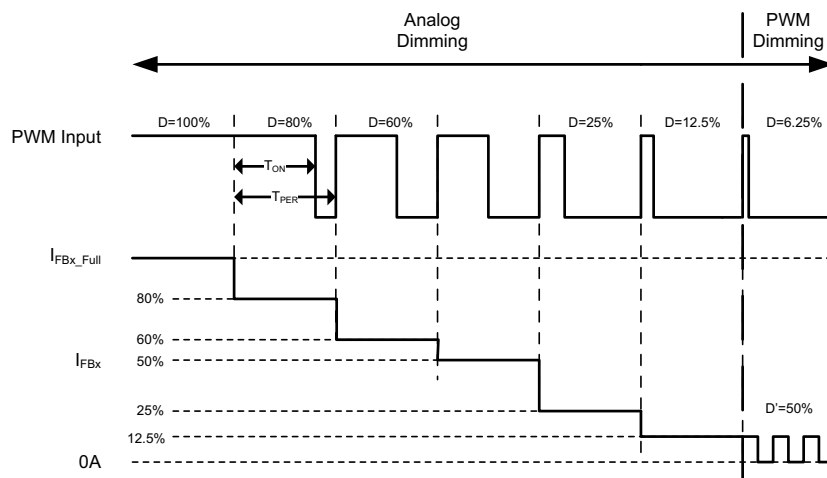 Analog
Dimming
PWM
Dimming
D=100%
D=80%
D=60%
D=25%
D=12.5%
D=6.25%
PWM Input
TON
TPER
IFBx_Full
80%
60%
IFBx
50%
25%
D'=50%
12.5%
0A